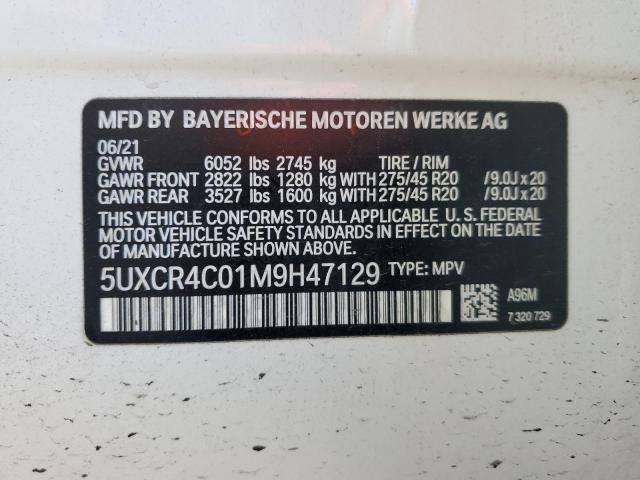 MFD BY BAYERISCHE MOTOREN WERKE AG
06/21
GVWR 6052 lbs 2745 kg TIRE / RIM
GAWR FRONT 2822 lbs 1280 kg WITH 275/45 R20 /9.0J x 20
GAWR REAR 3527 lbs 1600 kg WITH 275/45 R20 /9.0J x 20
THIS VEHICLE CONFORMS TO ALL APPLICABLE U. S. FEDERAL
MOTOR VEHICLE SAFETY STANDARDS IN EFFECT ON THE
DATE OF MANUFACTURE SHOWN ABOVE.
5UXCR4C01M9H47129 TYPE: MPV
A96M
7 320 729